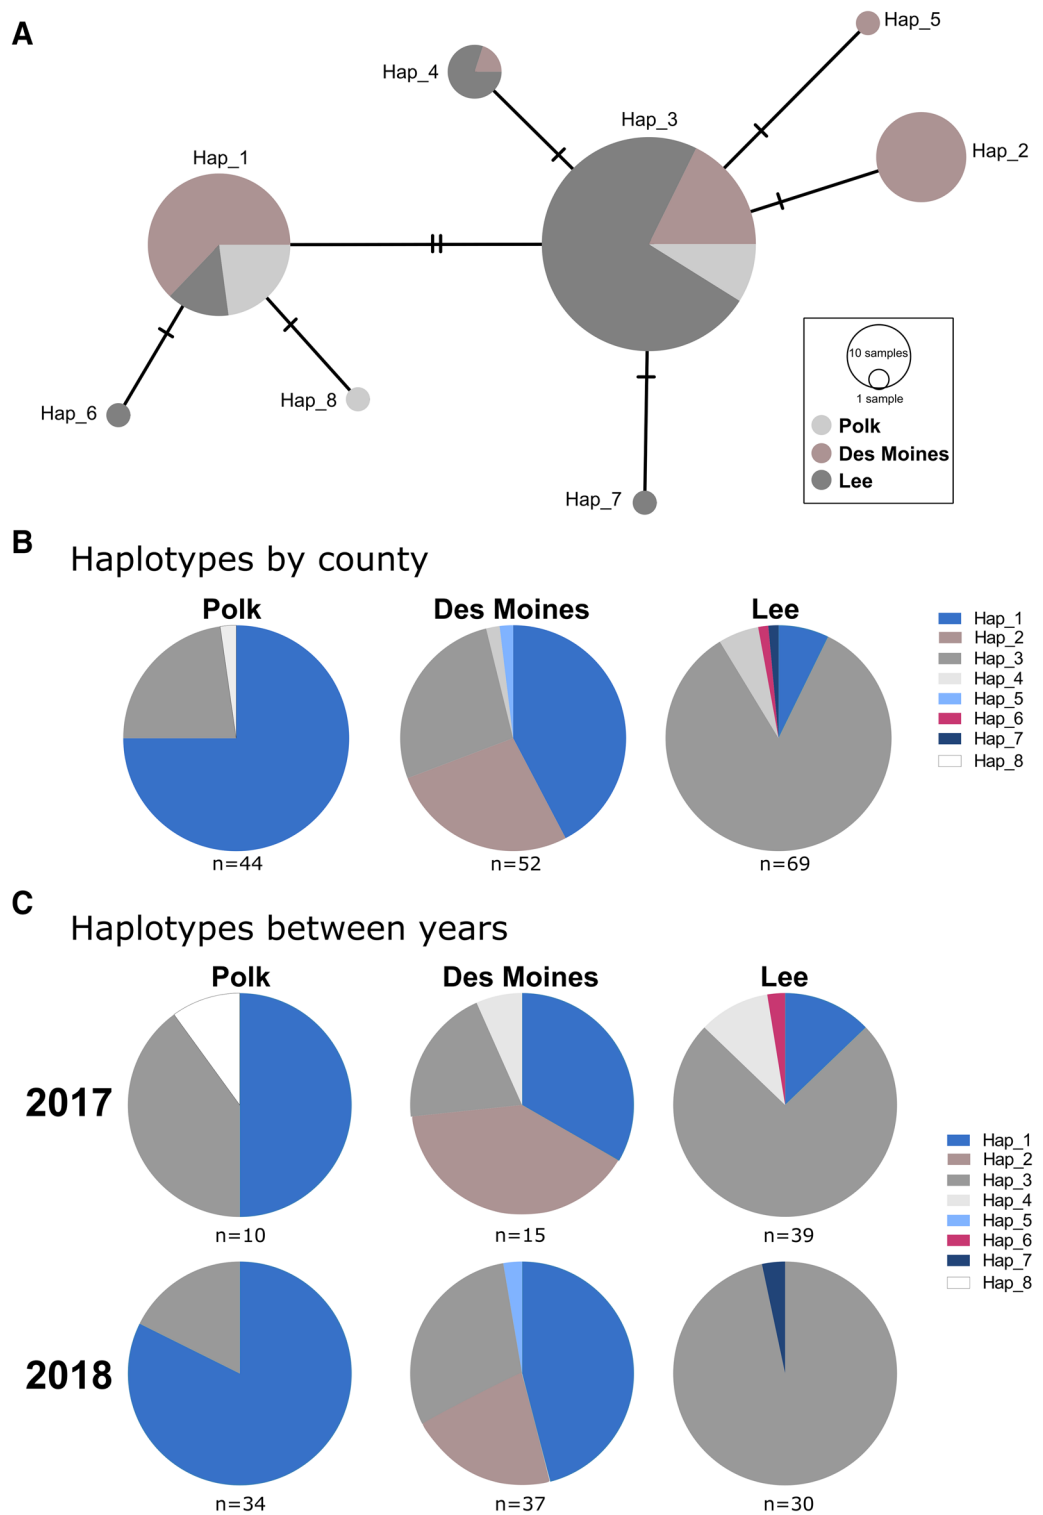 A
Hap_5
Hap_4
Hap_3
Hap_2
Hap_1
10 samples
1 sample
Hap_8
Hap_6
Polk
Des Moines
Lee
Hap_7
B
Haplotypes by county
Polk
Des Moines
Lee
Hap_1
Hap_2
Hap_3
Hap_4
Hap_5
Hap_6
Hap_7
Hap_8
n=44
n=52
n=69
C
Haplotypes between years
Polk
Des Moines
Lee
2017
n=10
n=15
n=39
Hap_1
Hap_2
Hap_3
Hap_4
Hap_5
Hap_6
Hap_7
Hap_8
2018
n=34
n=37
n=30